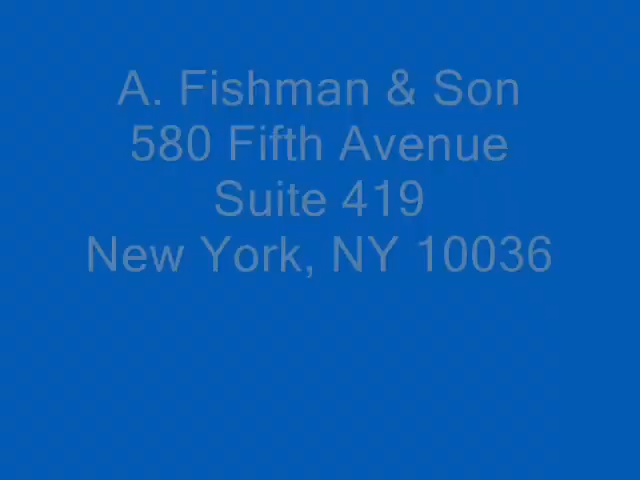 A. Fishman & Son
580 Fifth Avenue
Suite 419
New York, NY 10036